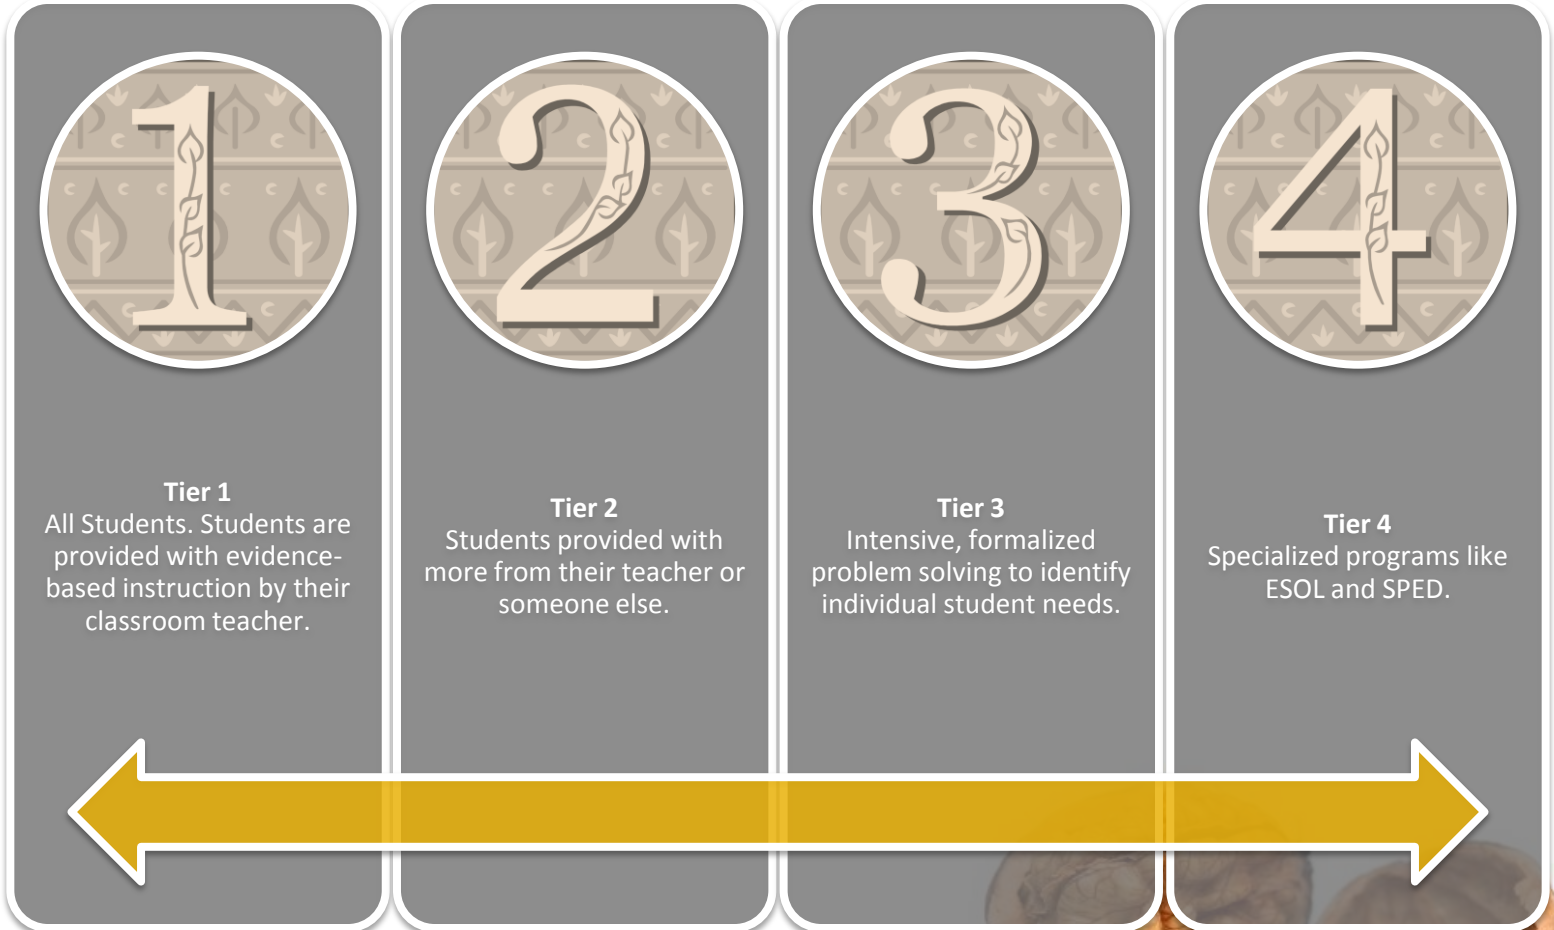 1
2
3
4
Tier 1
All Students. Students are
provided with evidence-
based instruction by their
classroom teacher.
Tier 2
Students provided with
more from their teacher or
someone else.
Tier 3
Intensive, formalized
problem solving to identify
individual student needs.
Tier 4
Specialized programs like
ESOL and SPED.